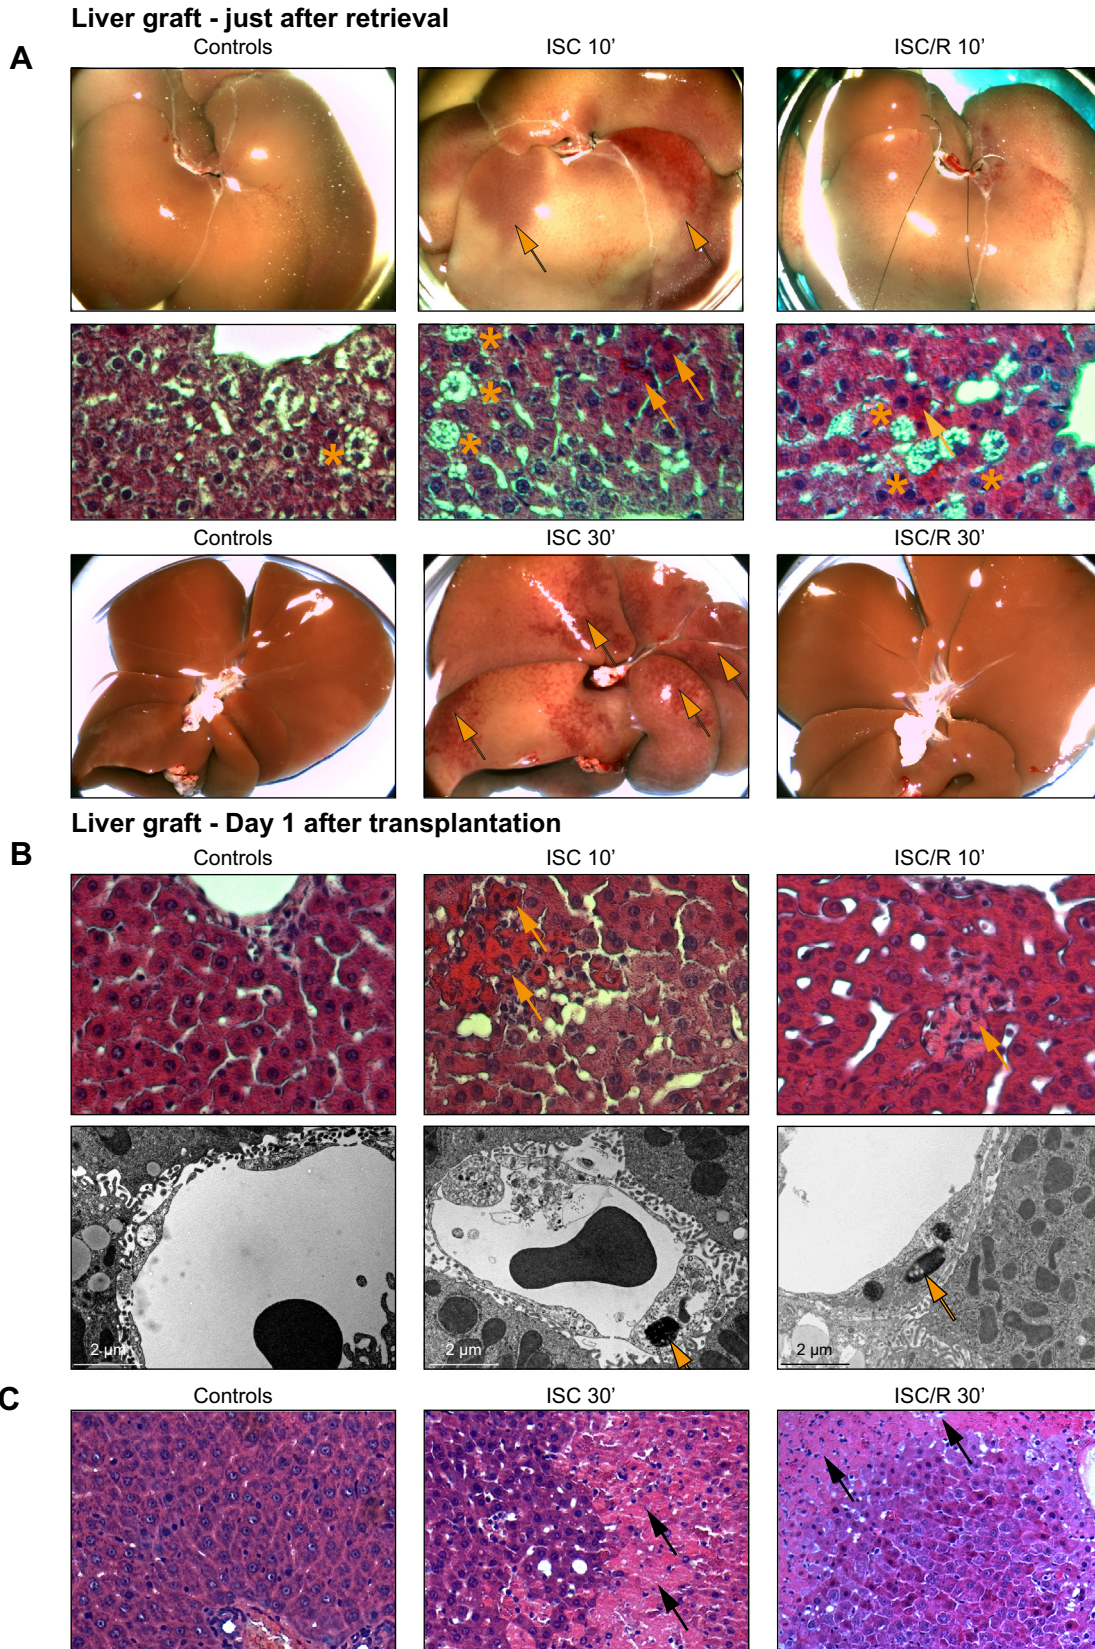 Liver graft - just after retrieval
A
Controls ISC 10’ ISC/R 10’
* * * * * * *
Controls ISC 30’ ISC/R 30’
Liver graft - Day 1 after transplantation
B
Controls ISC 10’ ISC/R 10’
2 µm 2 µm 2 µm
C
Controls ISC 30’ ISC/R 30’